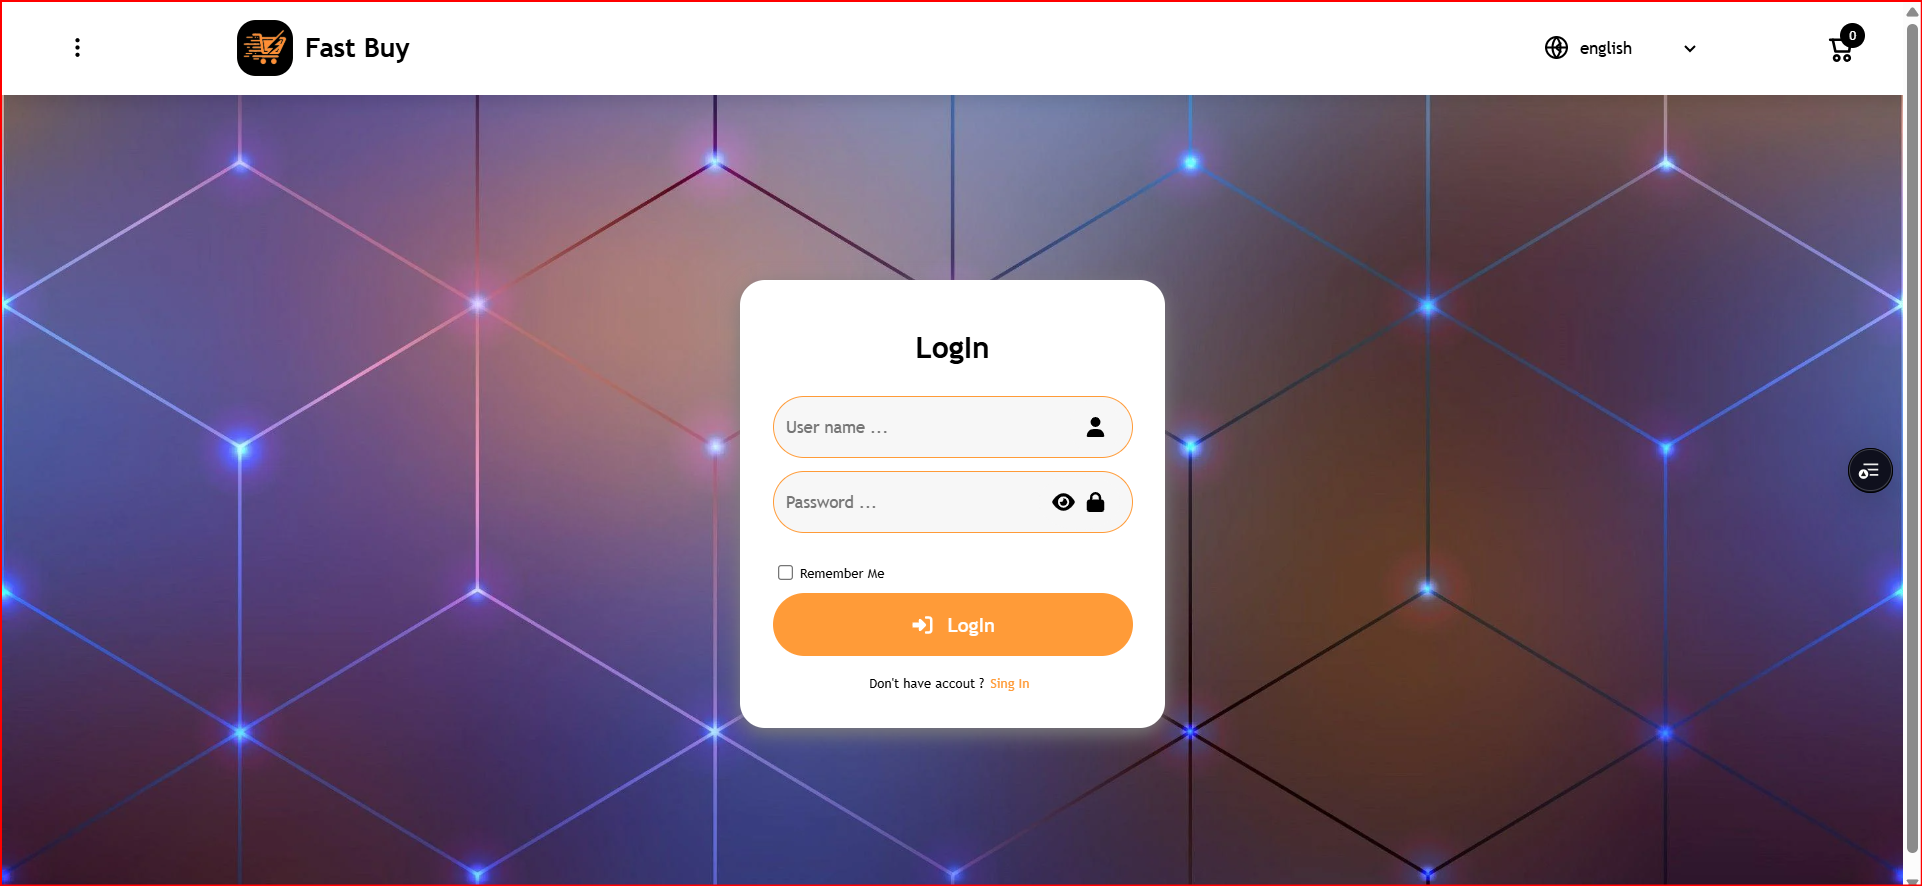 Fast Buy
english
0
LogIn
User name ...
Password ...
Remember Me
LogIn
Don't have accout ? Sing In